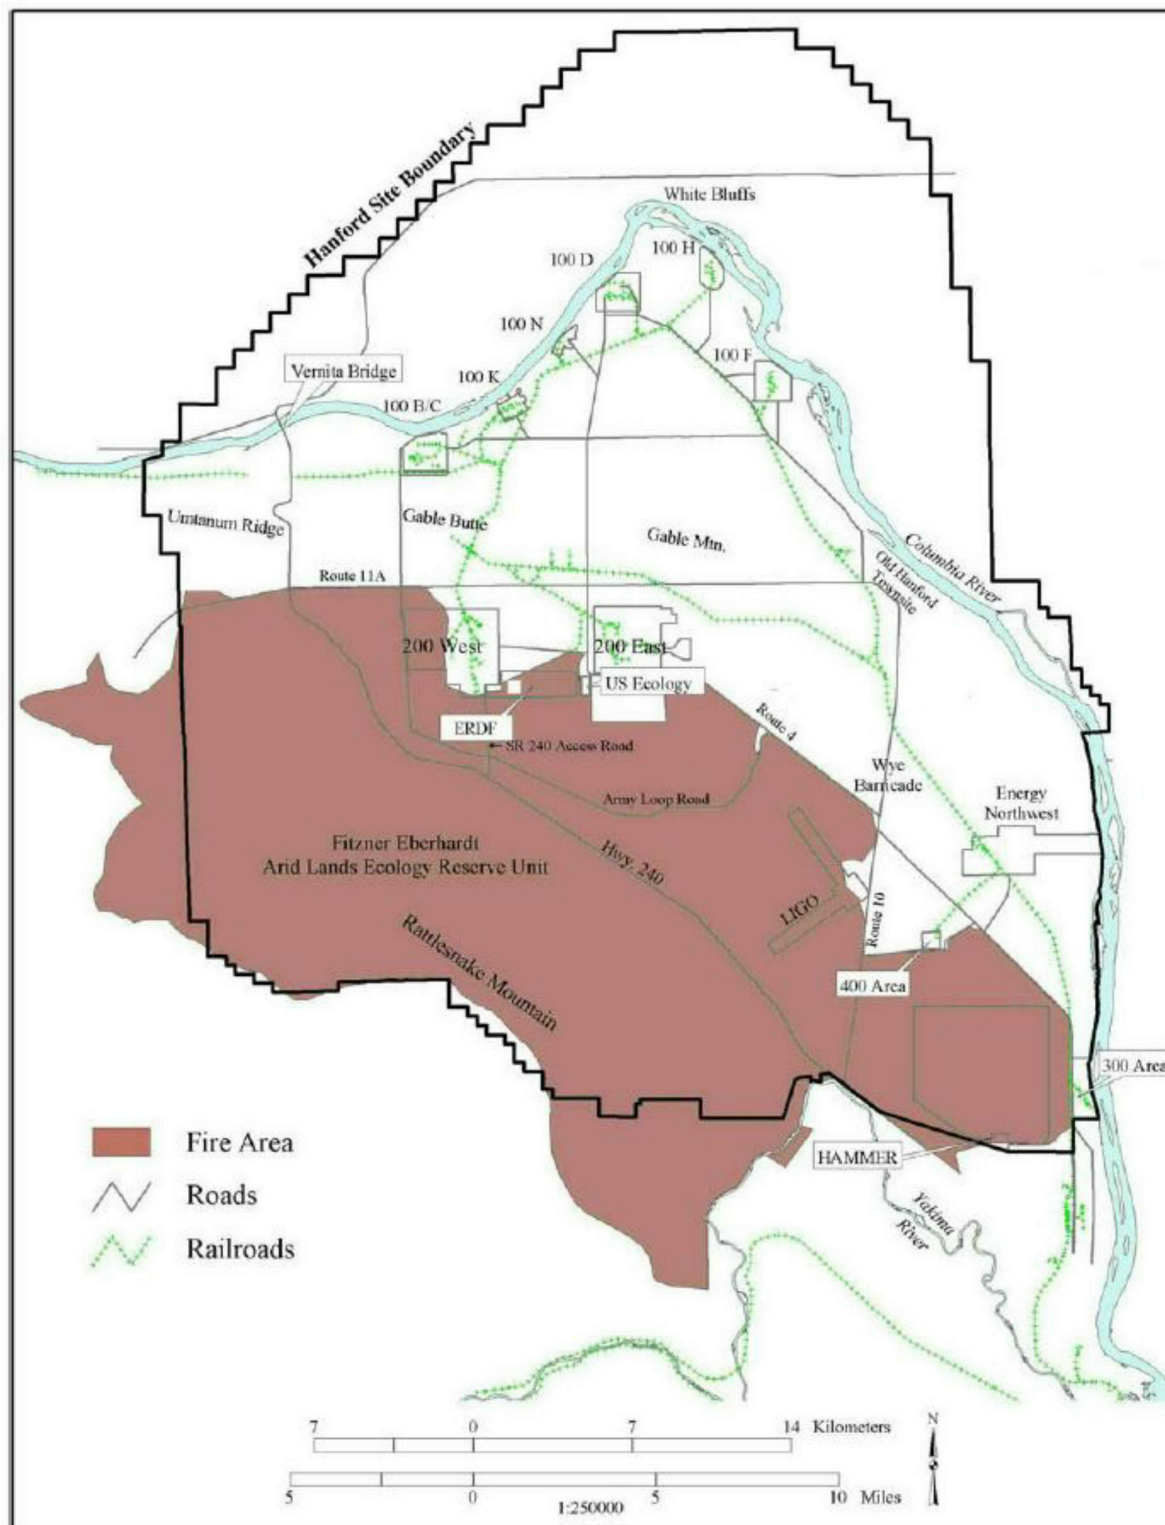 Hanford Site Boundary
White Bluffs
100 H
100 D
100 N
100 F
Vernita Bridge
100 K
100 B/C
Umtanum Ridge
Gable Butte
Gable Mtn.
Columbia River
Old Hanford
Townsite
Route 11A
200 West
200 East
US Ecology
ERDF
Route 4
SR 240 Access Road
Wye
Barricade
Energy
Northwest
Army Loop Road
Fitzner Eberhardt
Arid Lands Ecology Reserve Unit
Hwy. 240
LIGO
Route 10
Rattlesnake Mountain
400 Area
300 Area
HAMMER
Yakima
River
Fire Area
Roads
Railroads
7 0 7 14 Kilometers
N
5 0 5 10 Miles
1:250000